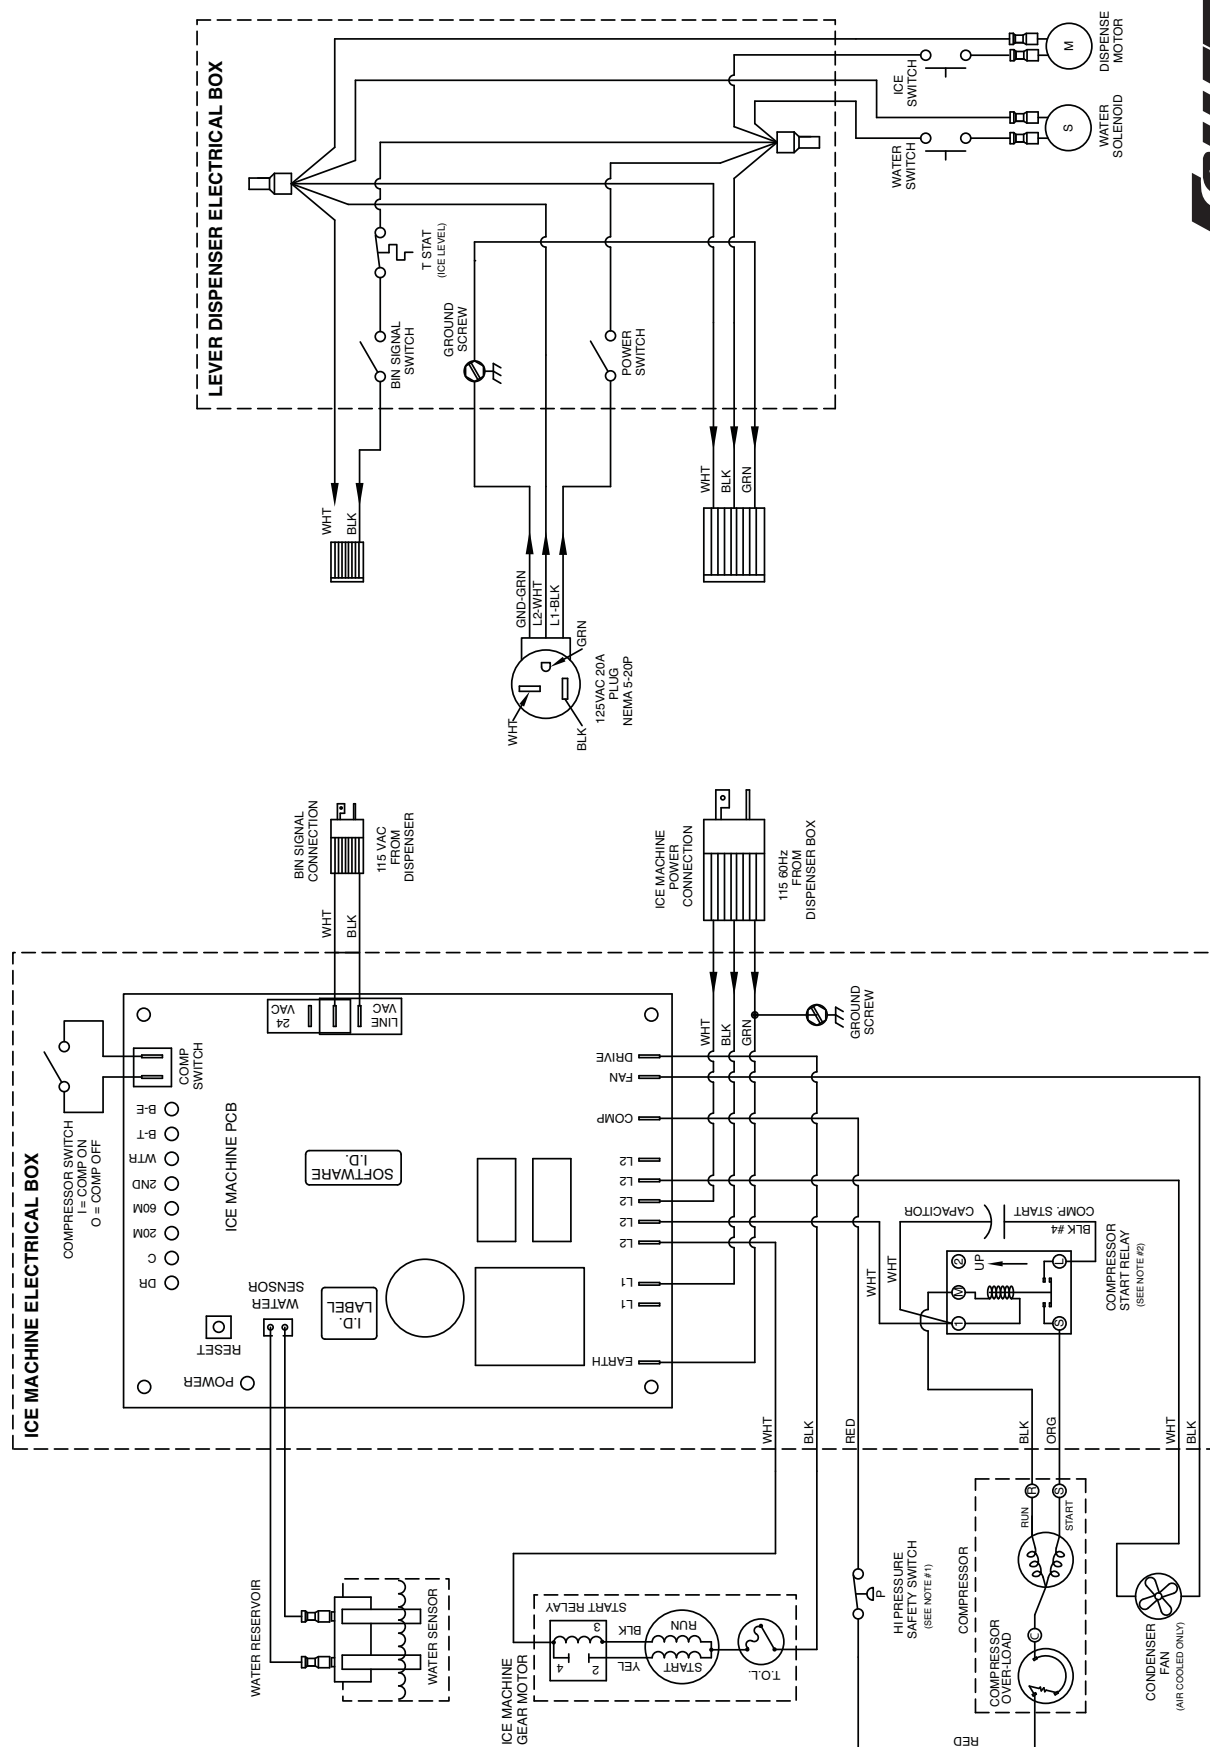 LEVER DISPENSER ELECTRICAL BOX
DISPENSE
MOTOR
M
ICE
SWITCH
WATER
SOLENOID
S
WATER
SWITCH
T STAT
(ICE LEVEL)
BIN SIGNAL
SWITCH
GROUND
SCREW
POWER
SWITCH
WHT
BLK
WHT
BLK
GRN
GND-GRN
L2-WHT
L1-BLK
GRN
WHT
BLK
125VAC 20A
PLUG
NEMA 5-20P
ICE MACHINE ELECTRICAL BOX
BIN SIGNAL
CONNECTION
115 VAC
FROM
DISPENSER
WHT
BLK
ICE MACHINE
POWER
CONNECTION
115 60Hz
FROM
DISPENSER BOX
WHT
BLK
GRN
GROUND
SCREW
COMPRESSOR SWITCH
I = COMP ON
O = COMP OFF
COMP
SWITCH
24
VAC
LINE
VAC
B-E
B-T
WTR
2ND
60M
20M
C
DR
ICE MACHINE PCB
SOFTWARE
I.D.
I.D.
LABEL
WATER
SENSOR
RESET
POWER
DRIVE
FAN
COMP
L2
L2
L2
L2
L2
L1
L1
EARTH
WHT
WHT
CAPACITOR
COMP. START
BLK #4
2
UP
M
L
1
S
COMPRESSOR
START RELAY
(SEE NOTE #2)
WHT
BLK
RED
BLK
ORG
WHT
BLK
WATER RESERVOIR
WATER SENSOR
ICE MACHINE
GEAR MOTOR
START RELAY
3
4
2
BLK
YEL
RUN
START
T.O.L.
HI PRESSURE
SAFETY SWITCH
(SEE NOTE #1)
P
COMPRESSOR
RUN
R
S
START
C
COMPRESSOR
OVER-LOAD
RED
CONDENSER
FAN
(AIR COOLED ONLY)